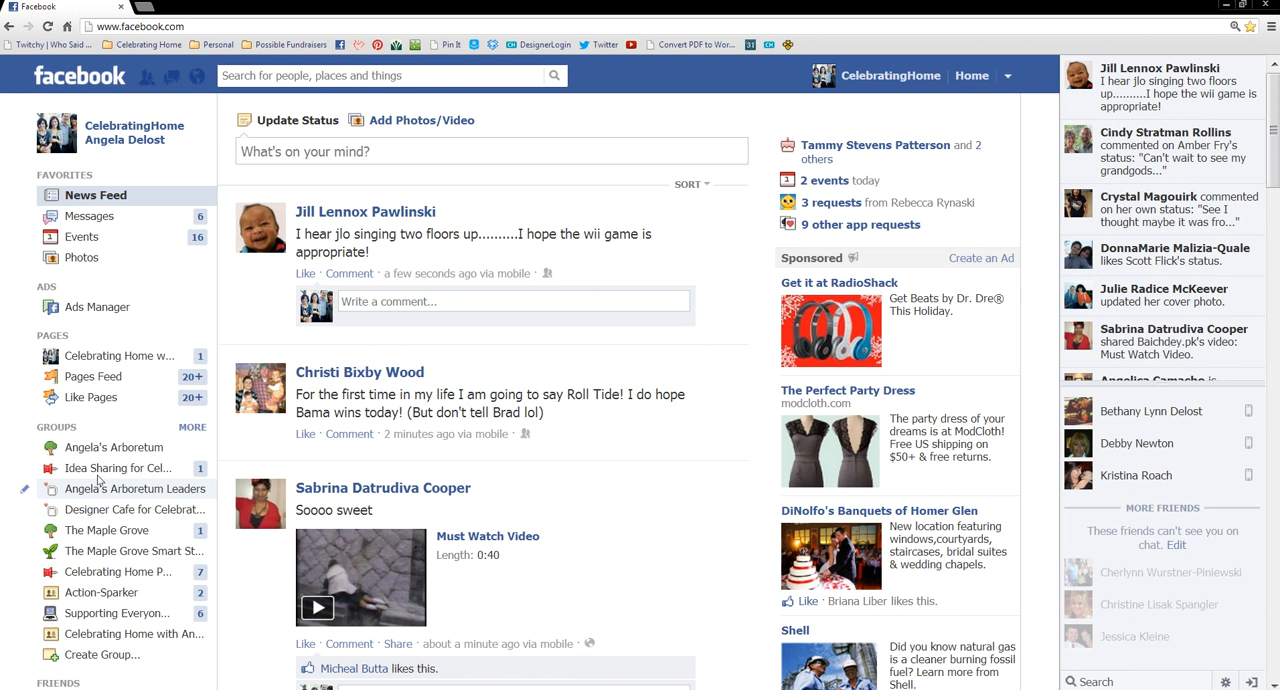 Facebook
www.facebook.com
Twitchy | Who Said ...
Celebrating Home
Personal
Possible Fundraisers
Pin It
DesignerLogin
Twitter
Convert PDF to Wor...
31
facebook
Search for people, places and things
CelebratingHome
Home
CelebratingHome
Angela Delost
FAVORITES
News Feed
Messages 6
Events 16
Photos
ADS
Ads Manager
PAGES
Celebrating Home w... 1
Pages Feed 20+
Like Pages 20+
GROUPS MORE
Angela's Arboretum
Idea Sharing for Cel... 1
Angela's Arboretum Leaders
Designer Cafe for Celebrat...
The Maple Grove 1
The Maple Grove Smart St...
Celebrating Home P... 7
Action-Sparker 2
Supporting Everyon... 6
Celebrating Home with An...
Create Group...
FRIENDS
Update Status Add Photos/Video
What's on your mind?
SORT
Jill Lennox Pawlinski
I hear jlo singing two floors up..........I hope the wii game is
appropriate!
Like · Comment · a few seconds ago via mobile ·
Write a comment...
Christi Bixby Wood
For the first time in my life I am going to say Roll Tide! I do hope
Bama wins today! (But don't tell Brad lol)
Like · Comment · 2 minutes ago via mobile ·
Sabrina Datrudiva Cooper
Soooo sweet
Must Watch Video
Length: 0:40
Like · Comment · Share · about a minute ago via mobile ·
Micheal Butta likes this.
Tammy Stevens Patterson and 2
others
2 events today
3 requests from Rebecca Rynaski
9 other app requests
Sponsored Create an Ad
Get it at RadioShack
Get Beats by Dr. Dre®
This Holiday.
The Perfect Party Dress
modcloth.com
The party dress of your
dreams is at ModCloth!
Free US shipping on
$50+ & free returns.
DiNolfo's Banquets of Homer Glen
New location featuring
windows,courtyards,
staircases, bridal suites
& wedding chapels.
Like · Briana Liber likes this.
Shell
Did you know natural gas
is a cleaner burning fossil
fuel? Learn more from
Shell.
Jill Lennox Pawlinski
I hear jlo singing two floors
up..........I hope the wii game is
appropriate!
Cindy Stratman Rollins
commented on Amber Fry's
status: "Can't wait to see my
grandgods..."
Crystal Magouirk commented
on her own status: "See I
thought maybe it was fro..."
DonnaMarie Malizia-Quale
likes Scott Flick's status.
Julie Radice McKeever
updated her cover photo.
Sabrina Datrudiva Cooper
shared Baichdey.pk's video:
Must Watch Video.
Angelica Camacho is
Bethany Lynn Delost
Debby Newton
Kristina Roach
MORE FRIENDS
These friends can't see you on
chat. Edit
Cherlynn Wurstner-Piniewski
Christine Lisak Spangler
Jessica Kleine
Search